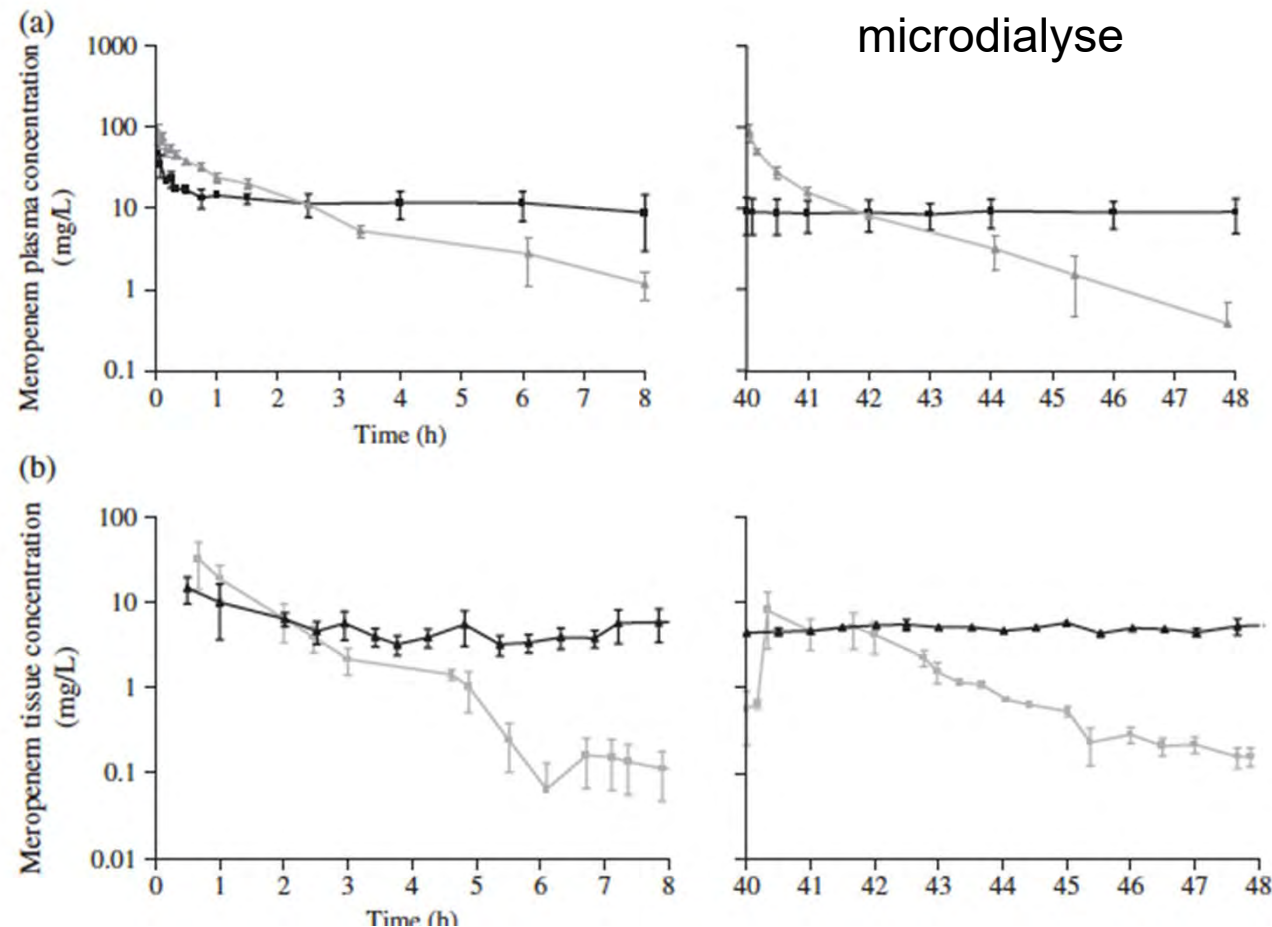 (a)
microdialyse
Meropenem plasma concentration
(mg/L)
1000
100
10
1
0.1
0 1 2 3 4 5 6 7 8
40 41 42 43 44 45 46 47 48
Time (h)
(b)
Meropenem tissue concentration
(mg/L)
100
10
1
0.1
0.01
0 1 2 3 4 5 6 7 8
40 41 42 43 44 45 46 47 48
Time (h)